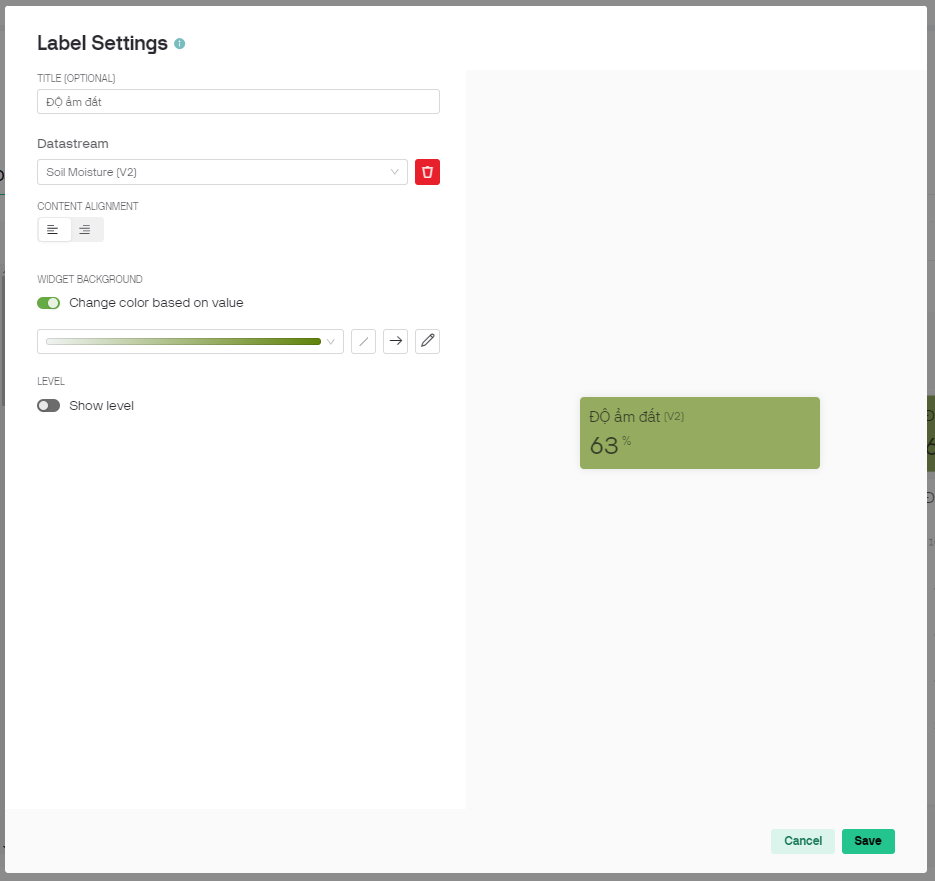 Label Settings
TITLE (OPTIONAL)
ĐỘ ẩm đất
Datastream
Soil Moisture (V2)
CONTENT ALIGNMENT
WIDGET BACKGROUND
Change color based on value
LEVEL
Show level
ĐỘ ẩm đất (V2)
63 %
Cancel
Save